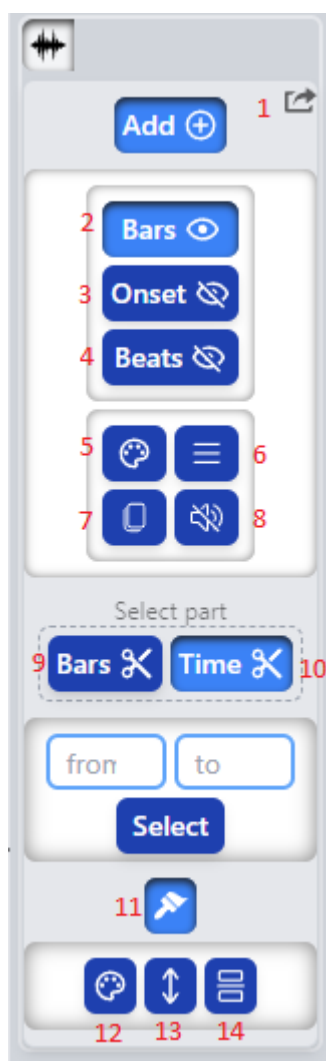 1
Add
2 Bars
3 Onset
4 Beats
5 6
7 8
Select part
9 Bars Time 10
from to
Select
11
12 13 14